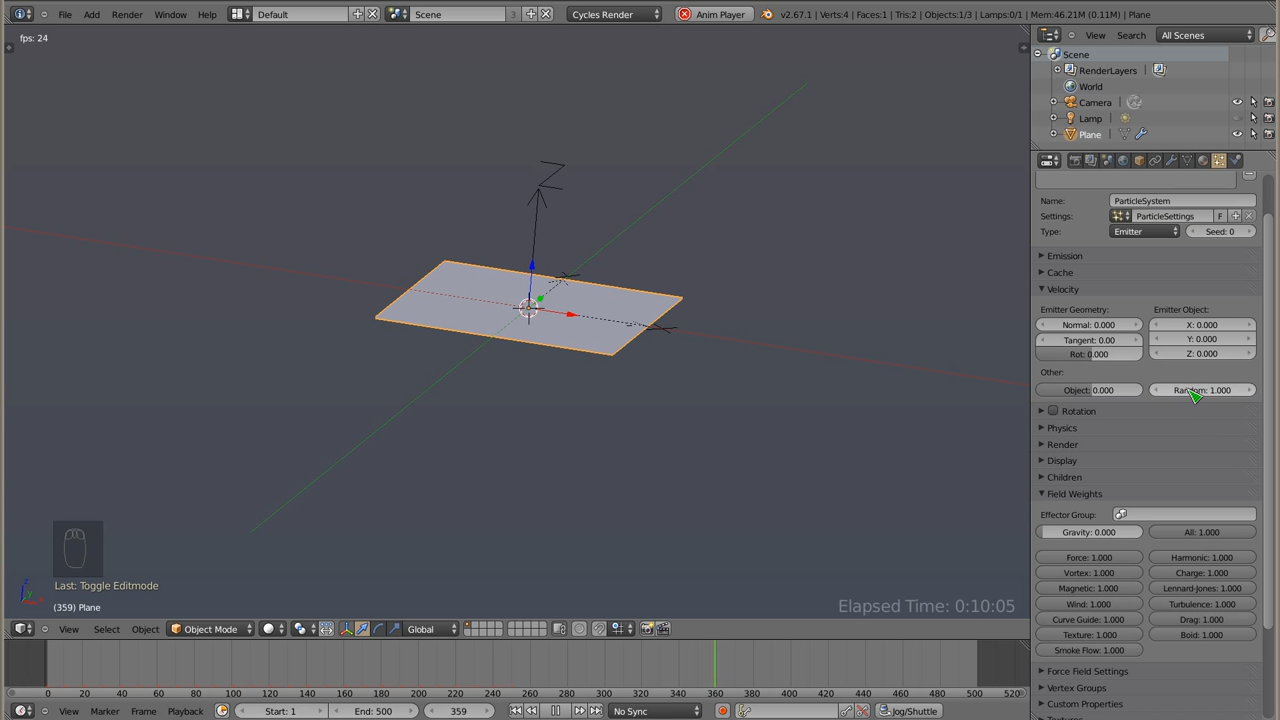 File Add Render Window Help Default Scene 3 Cycles Render Anim Player v2.67.1 | Verts:4 | Faces:1 | Tris:2 | Objects:1/3 | Lamps:0/1 | Mem:46.21M (0.11M) | Plane
fps: 24
View Search All Scenes
Scene
RenderLayers
World
Camera
Lamp
Plane
Name: ParticleSystem
Settings: ParticleSettings F
Type: Emitter Seed: 0
Emission
Cache
Velocity
Emitter Geometry: Emitter Object:
Normal: 0.000 X: 0.000
Tangent: 0.00 Y: 0.000
Rot: 0.000 Z: 0.000
Other:
Object: 0.000 Random: 1.000
Rotation
Physics
Render
Display
Children
Field Weights
Effector Group:
Gravity: 0.000 All: 1.000
Force: 1.000 Harmonic: 1.000
Vortex: 1.000 Charge: 1.000
Magnetic: 1.000 Lennard-Jones: 1.000
Wind: 1.000 Turbulence: 1.000
Curve Guide: 1.000 Drag: 1.000
Texture: 1.000 Boid: 1.000
Smoke Flow: 1.000
Force Field Settings
Vertex Groups
Custom Properties
Z
Last: Toggle Editmode
(359) Plane
Elapsed Time: 0:10:05
View Select Object Object Mode Global
0 20 40 60 80 100 120 140 160 180 200 220 240 260 280 300 320 340 360 380 400 420 440 460 480 500 520
View Marker Frame Playback Start: 1 End: 500 359 No Sync Jog/Shuttle